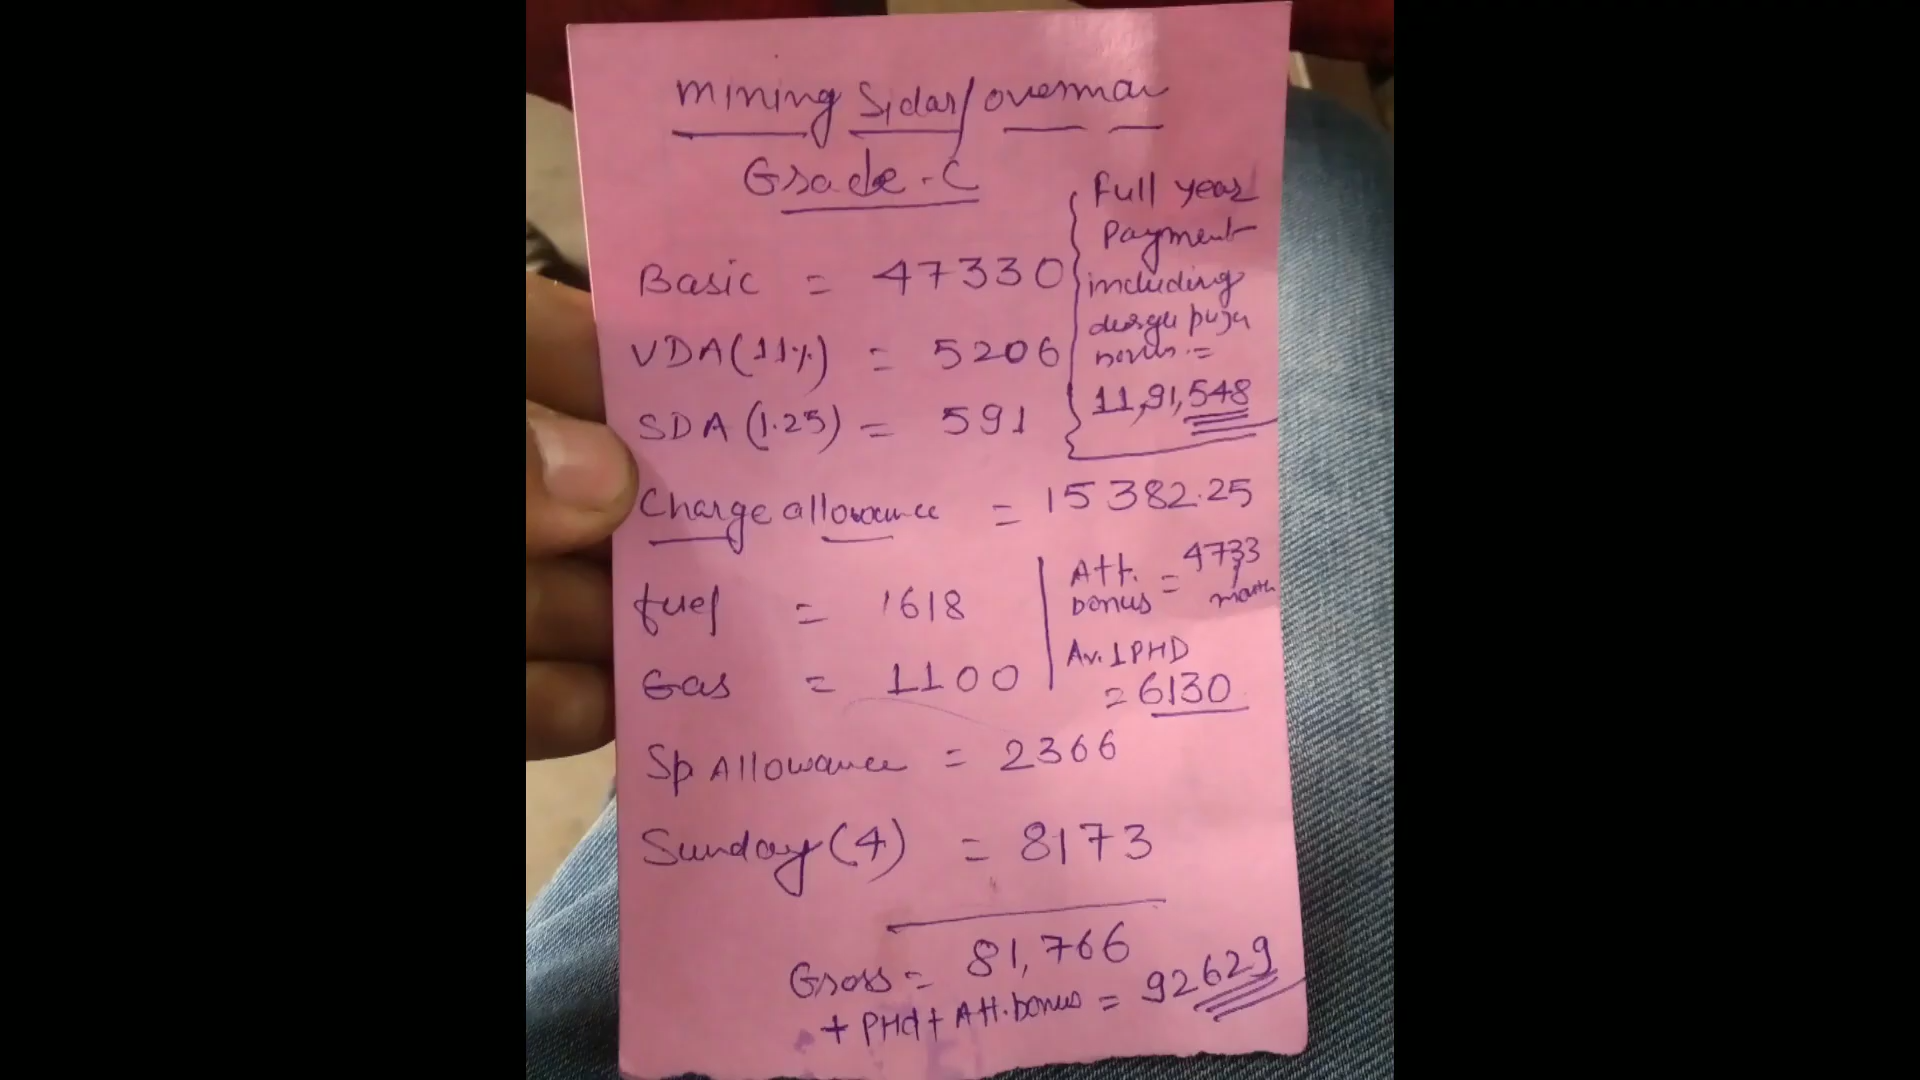 Mining Sidar/overman
Grade-C
Basic = 47330
VDA (11%) = 5206
SDA (1.25) = 591
Full year
Payment
including
durga puja
11,91,548
Charge allowance = 15382.25
fuel = 1618
Gas = 1100
Att. bonus = 4733/month
Av. 1 PHD
= 6130
Sp Allowance = 2366
Sunday (4) = 8173
Gross = 81,766
+ PHd + Att. bonus = 92629